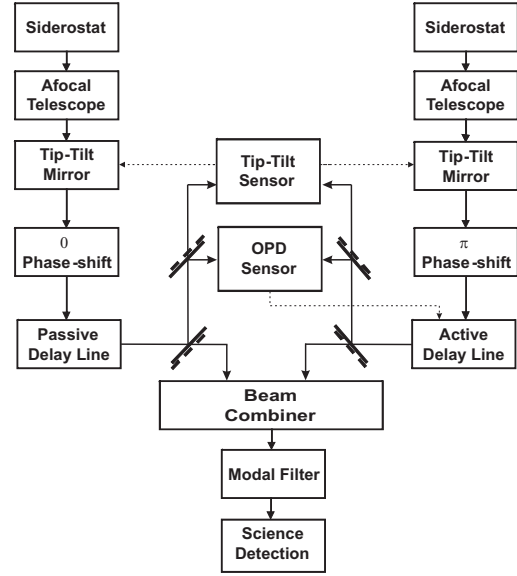 Siderostat
Siderostat
Afocal
Telescope
Afocal
Telescope
Tip-Tilt
Mirror
Tip-Tilt
Sensor
Tip-Tilt
Mirror
0
Phase-shift
OPD
Sensor
π
Phase-shift
Passive
Delay Line
Active
Delay Line
Beam
Combiner
Modal Filter
Science
Detection